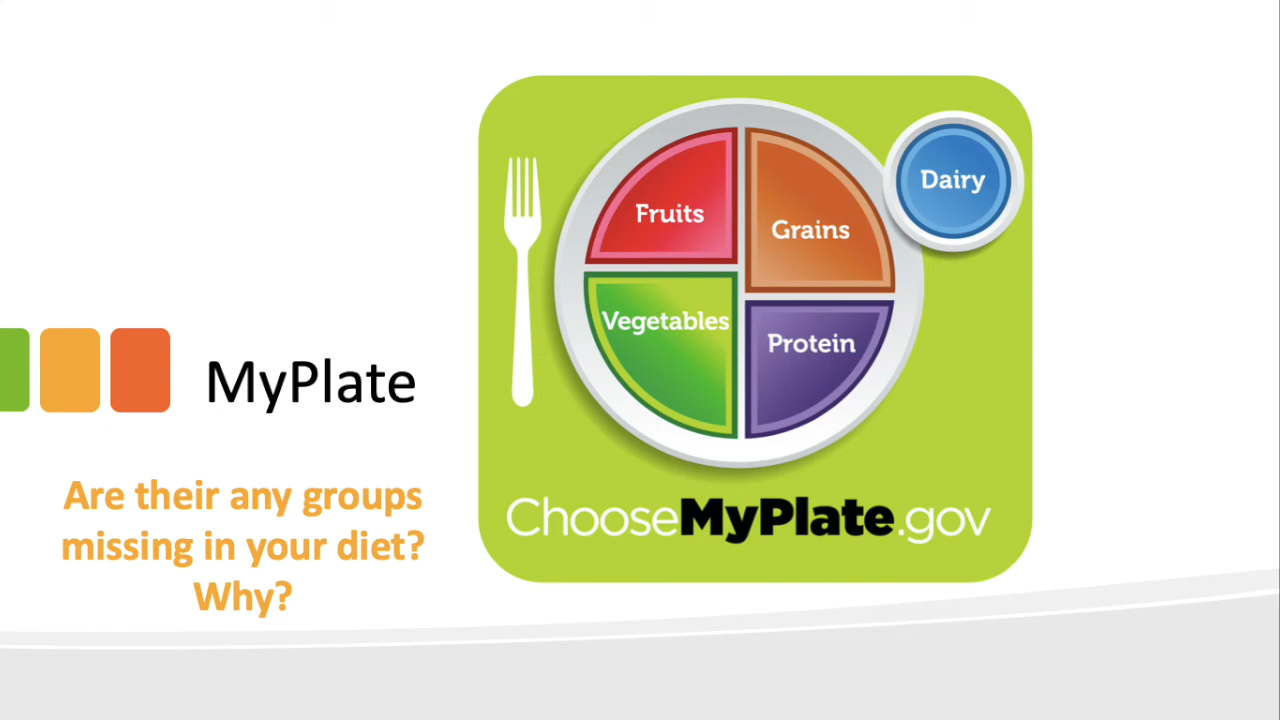 MyPlate
Are their any groups
missing in your diet?
Why?
Fruits
Grains
Dairy
Vegetables
Protein
ChooseMyPlate.gov